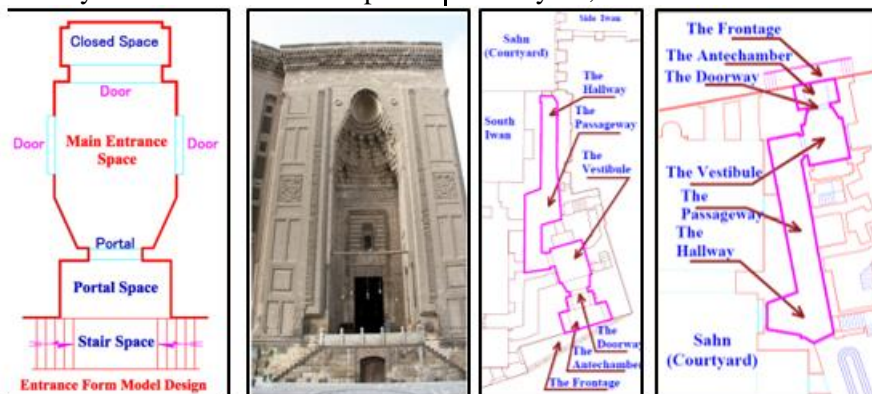 Closed Space
Door
Door
Main Entrance
Space
Door
Portal
Portal Space
Stair Space
Entrance Form Model Design
Side Iwan
Sahn
(Courtyard)
The
Hallway
The
Passageway
South
Iwan
The
Vestibule
The
Doorway
The
Antechamber
The Frontage
The Frontage
The Antechamber
The Doorway
The Vestibule
The
Passageway
The
Hallway
Sahn
(Courtyard)